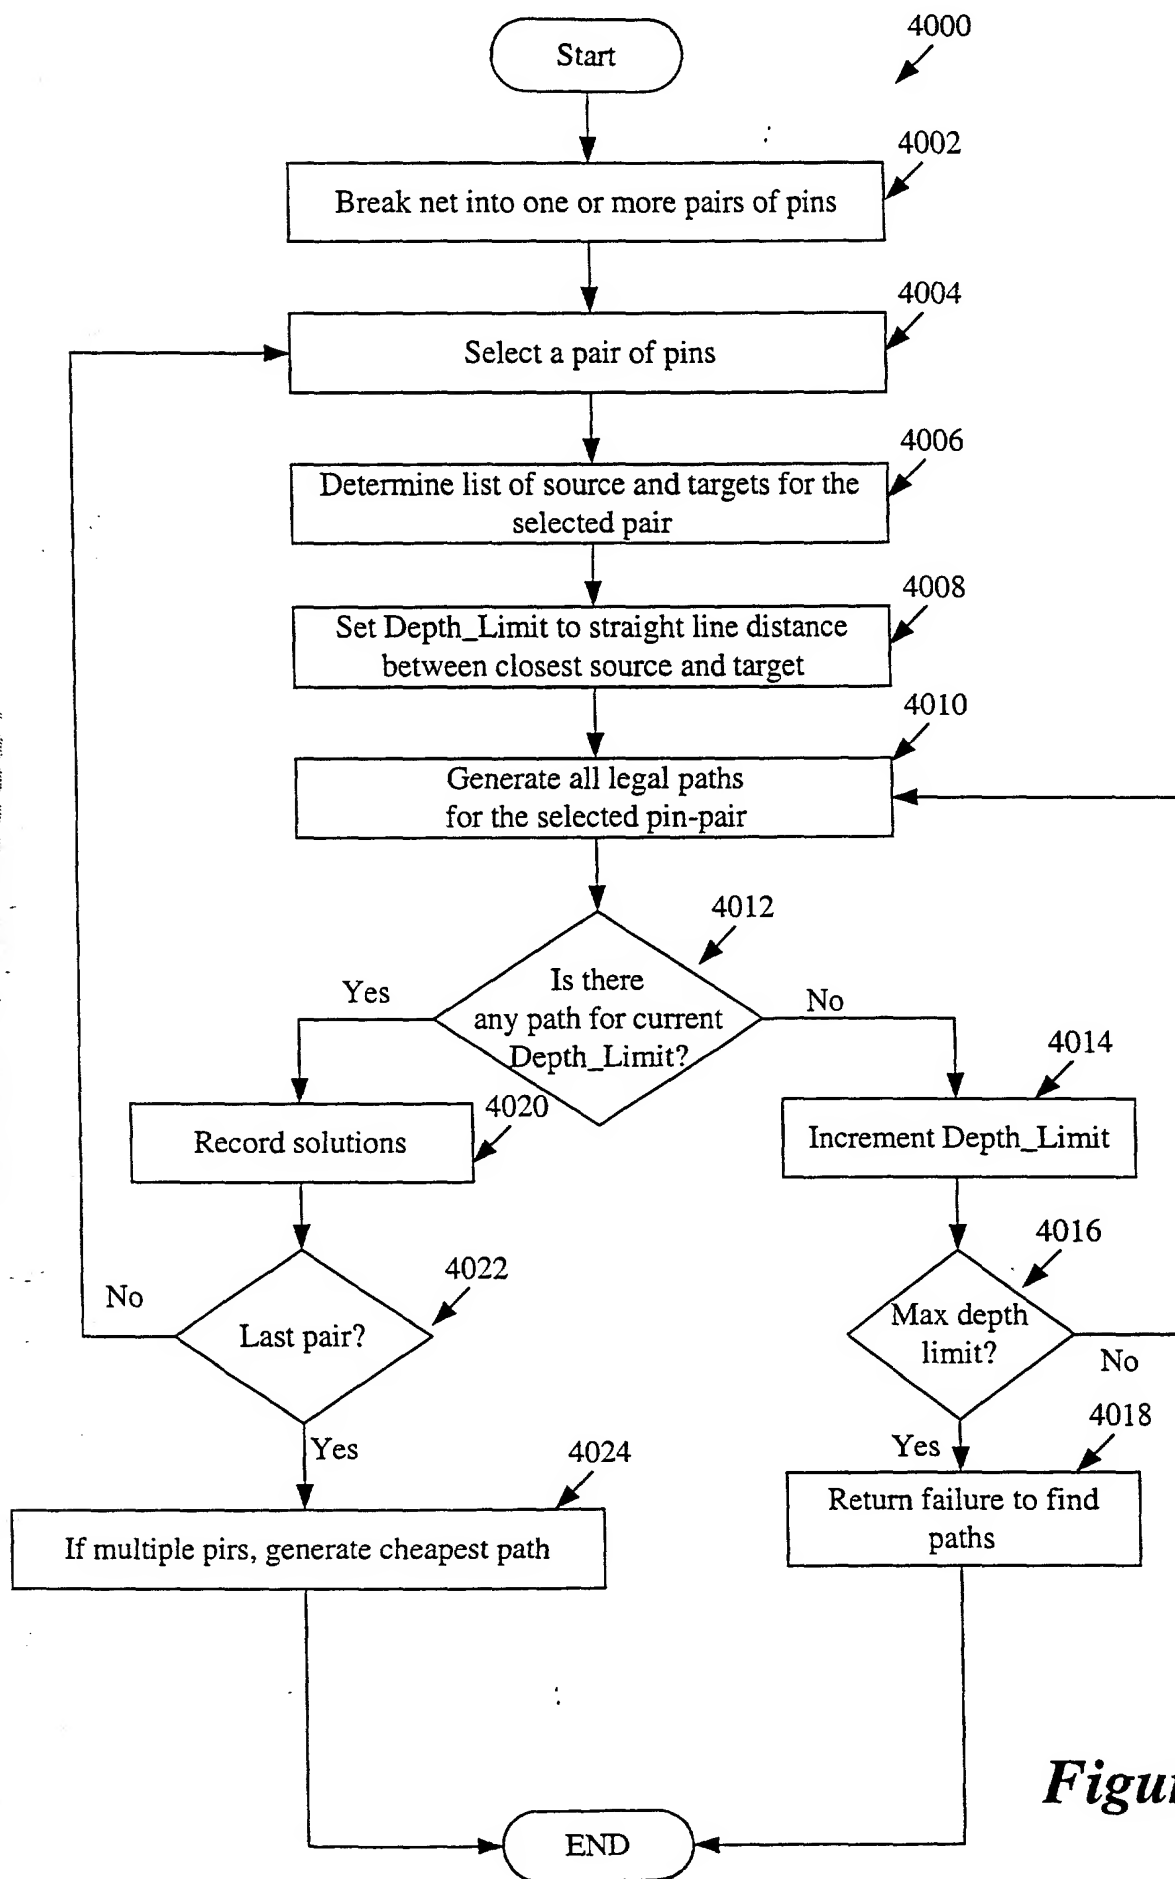 Start
4000
4002
Break net into one or more pairs of pins
4004
Select a pair of pins
4006
Determine list of source and targets for the
selected pair
4008
Set Depth_Limit to straight line distance
between closest source and target
4010
Generate all legal paths
for the selected pin-pair
4012
Is there
any path for current
Depth_Limit?
Yes
No
4014
Increment Depth_Limit
4020
Record solutions
4016
Max depth
limit?
No
4022
Last pair?
No
Yes
4018
Yes
Return failure to find
paths
4024
If multiple pirs, generate cheapest path
END